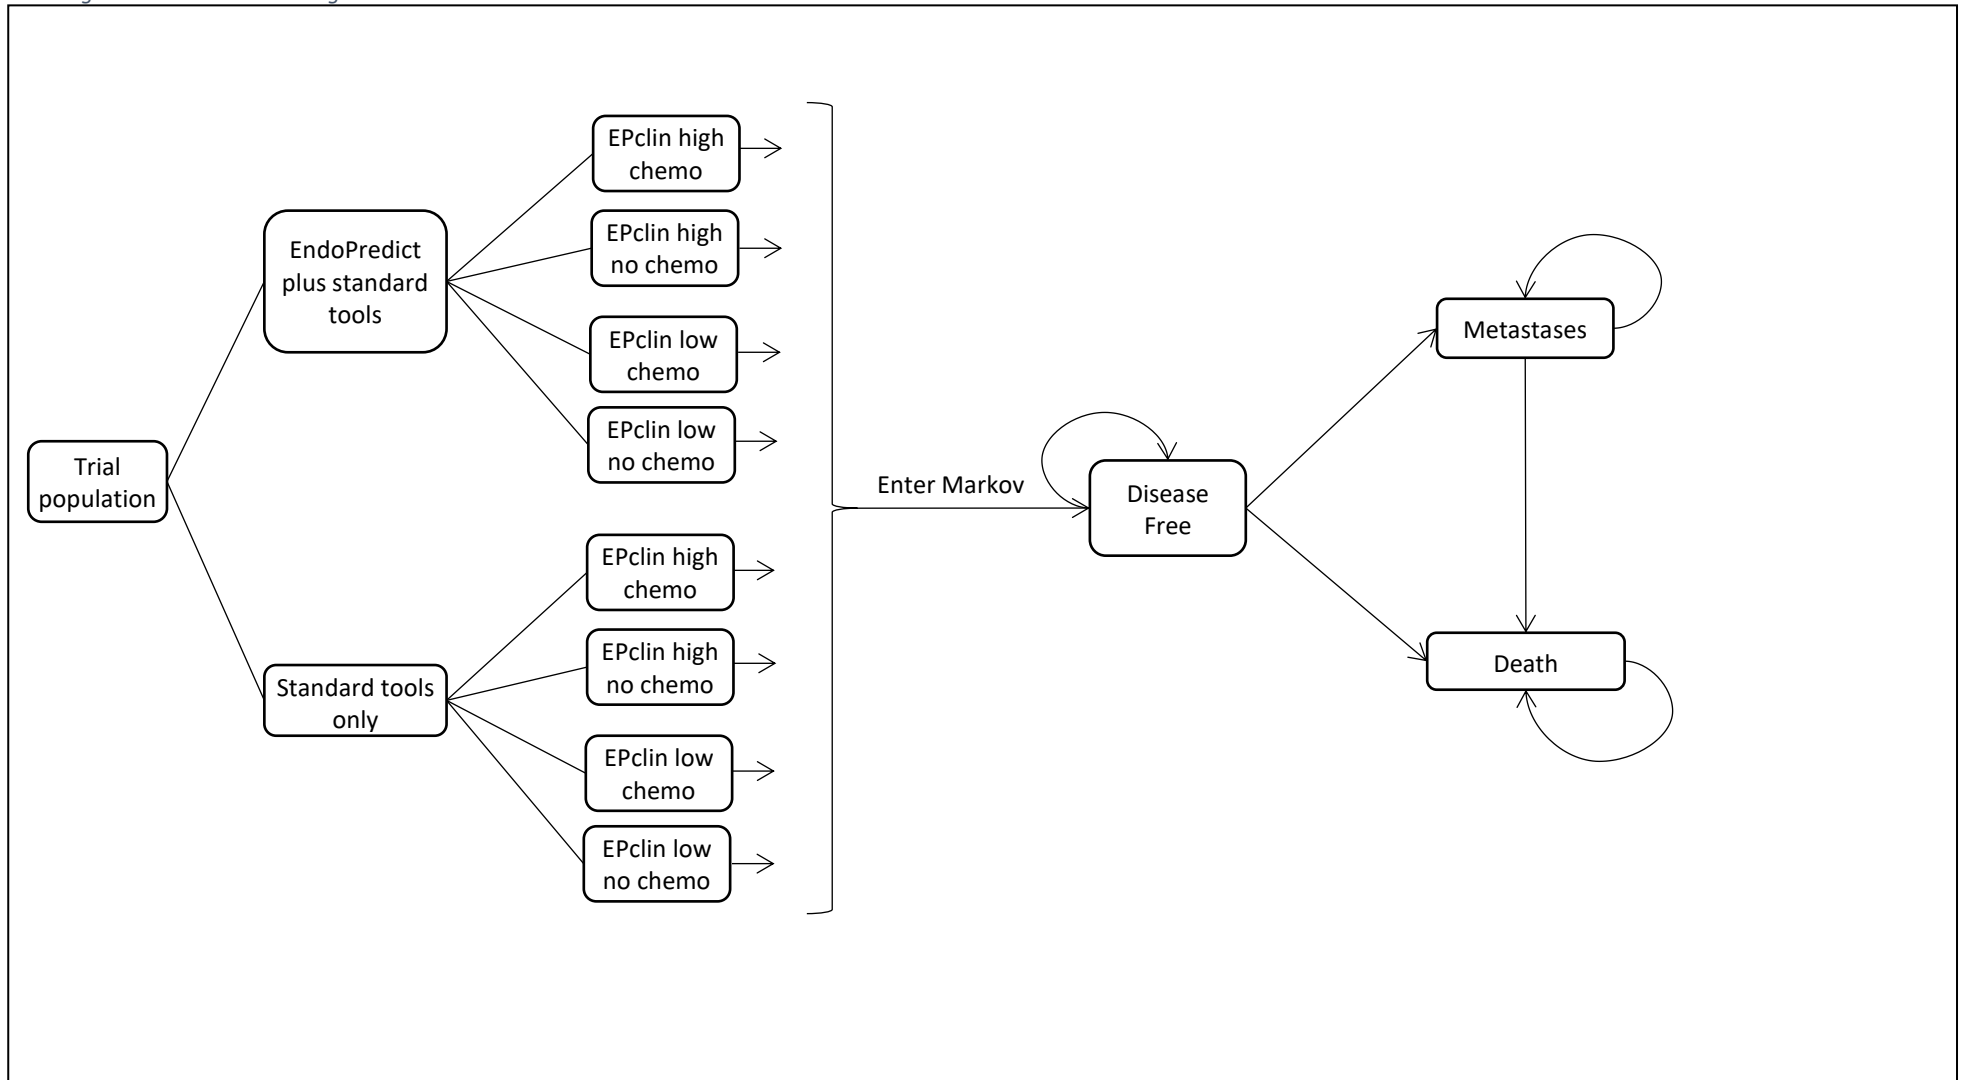 Trial
population
EndoPredict
plus standard
tools
Standard tools
only
EPclin high
chemo
EPclin high
no chemo
EPclin low
chemo
EPclin low
no chemo
EPclin high
chemo
EPclin high
no chemo
EPclin low
chemo
EPclin low
no chemo
Enter Markov
Disease
Free
Metastases
Death